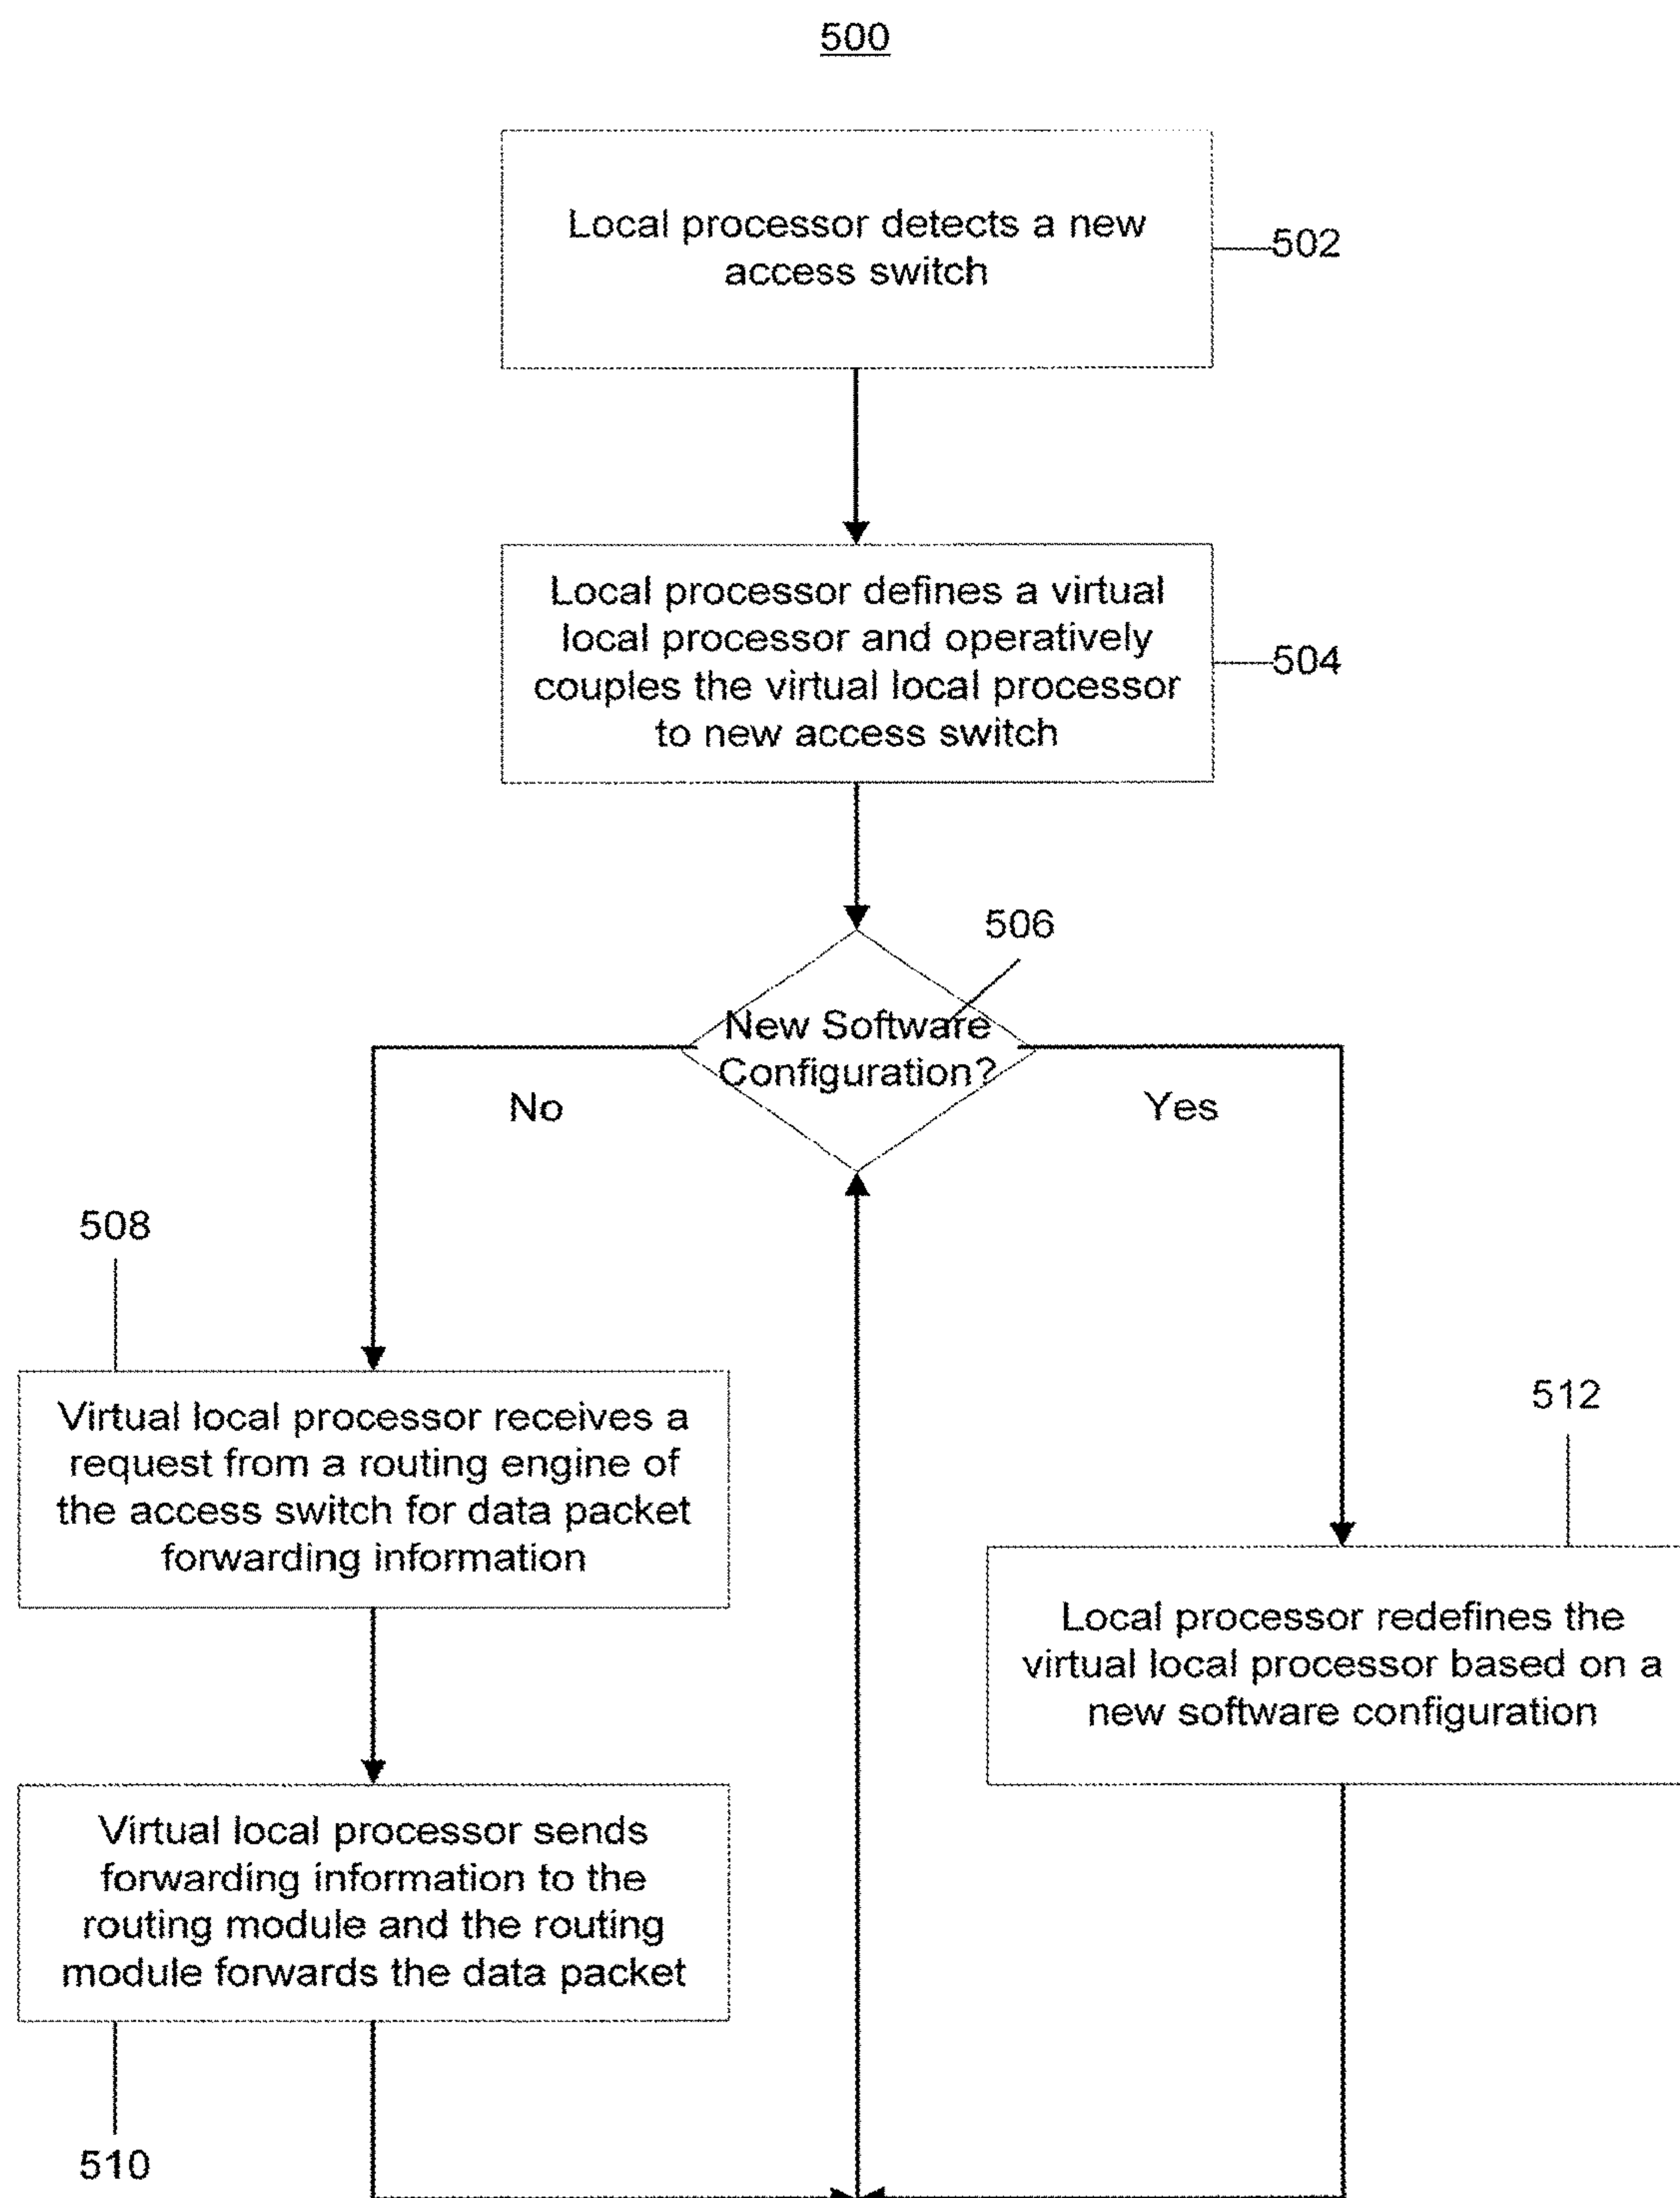 500
Local processor detects a new
access switch
502
Local processor defines a virtual
local processor and operatively
couples the virtual local processor
to new access switch
504
506
New Software
Configuration?
No
Yes
508
Virtual local processor receives a
request from a routing engine of
the access switch for data packet
forwarding information
512
Local processor redefines the
virtual local processor based on a
new software configuration
Virtual local processor sends
forwarding information to the
routing module and the routing
module forwards the data packet
510